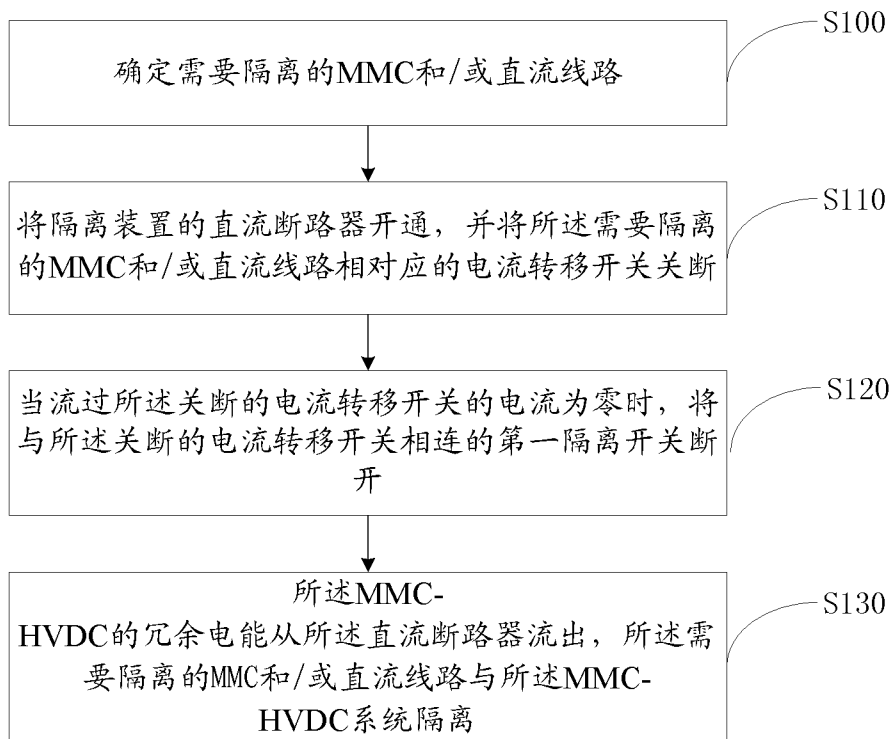 S100
确定需要隔离的MMC和/或直流线路
S110
将隔离装置的直流断路器开通，并将所述需要隔离
的MMC和/或直流线路相对应的电流转移开关关断
S120
当流过所述关断的电流转移开关的电流为零时，将
与所述关断的电流转移开关相连的第一隔离开关断
开
S130
所述MMC-
HVDC的冗余电能从所述直流断路器流出，所述需
要隔离的MMC和/或直流线路与所述MMC-
HVDC系统隔离